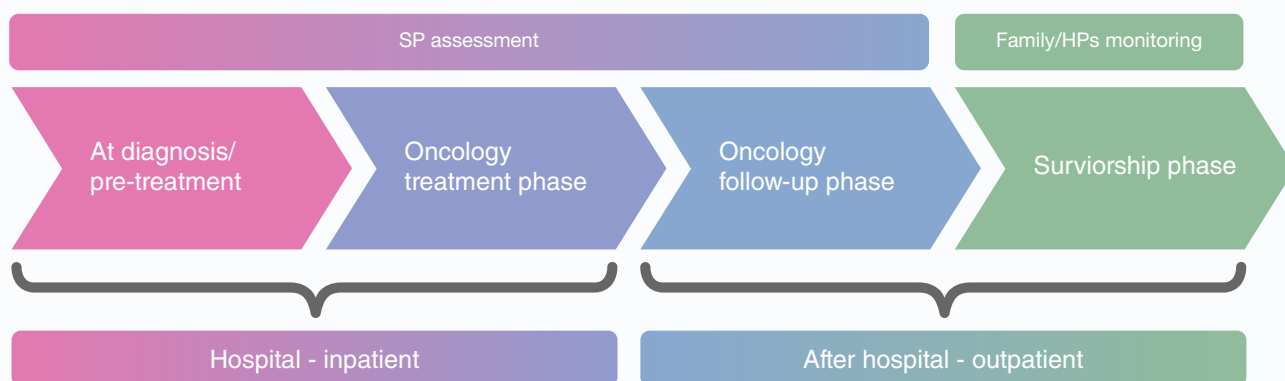 SP assessment
Family/HPs monitoring
At diagnosis/
pre-treatment
Oncology
treatment phase
Oncology
follow-up phase
Surviorship phase
Hospital - inpatient
After hospital - outpatient